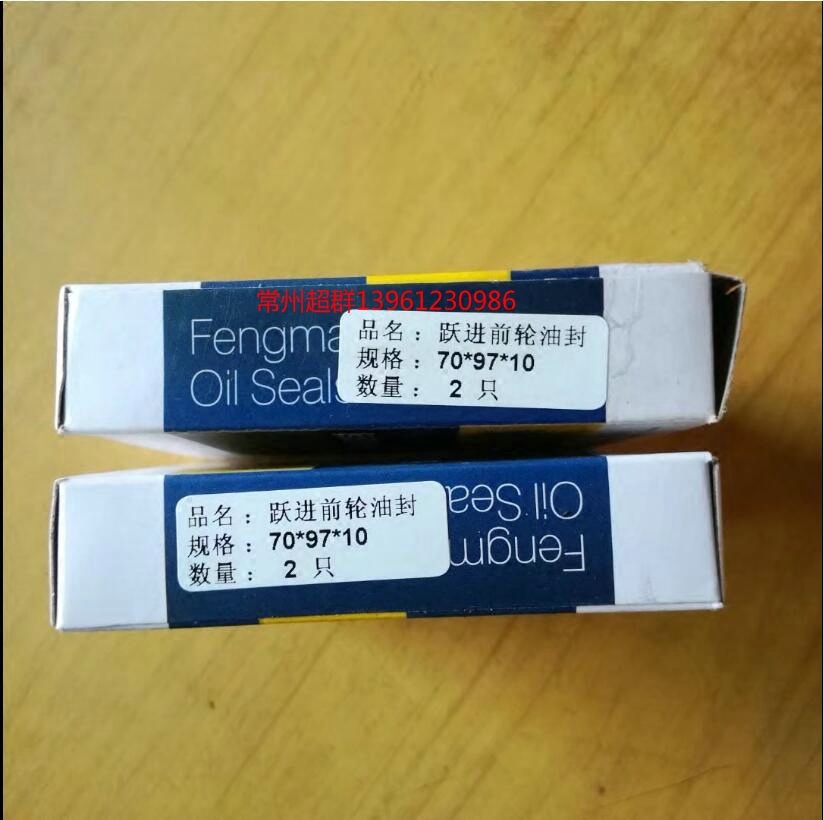 常州超群13961230986
Fengma
Oil Seals
品名：跃进前轮油封
规格：70*97*10
数量：2只
品名：跃进前轮油封
规格：70*97*10
数量：2只
Oil Sea
Fengm